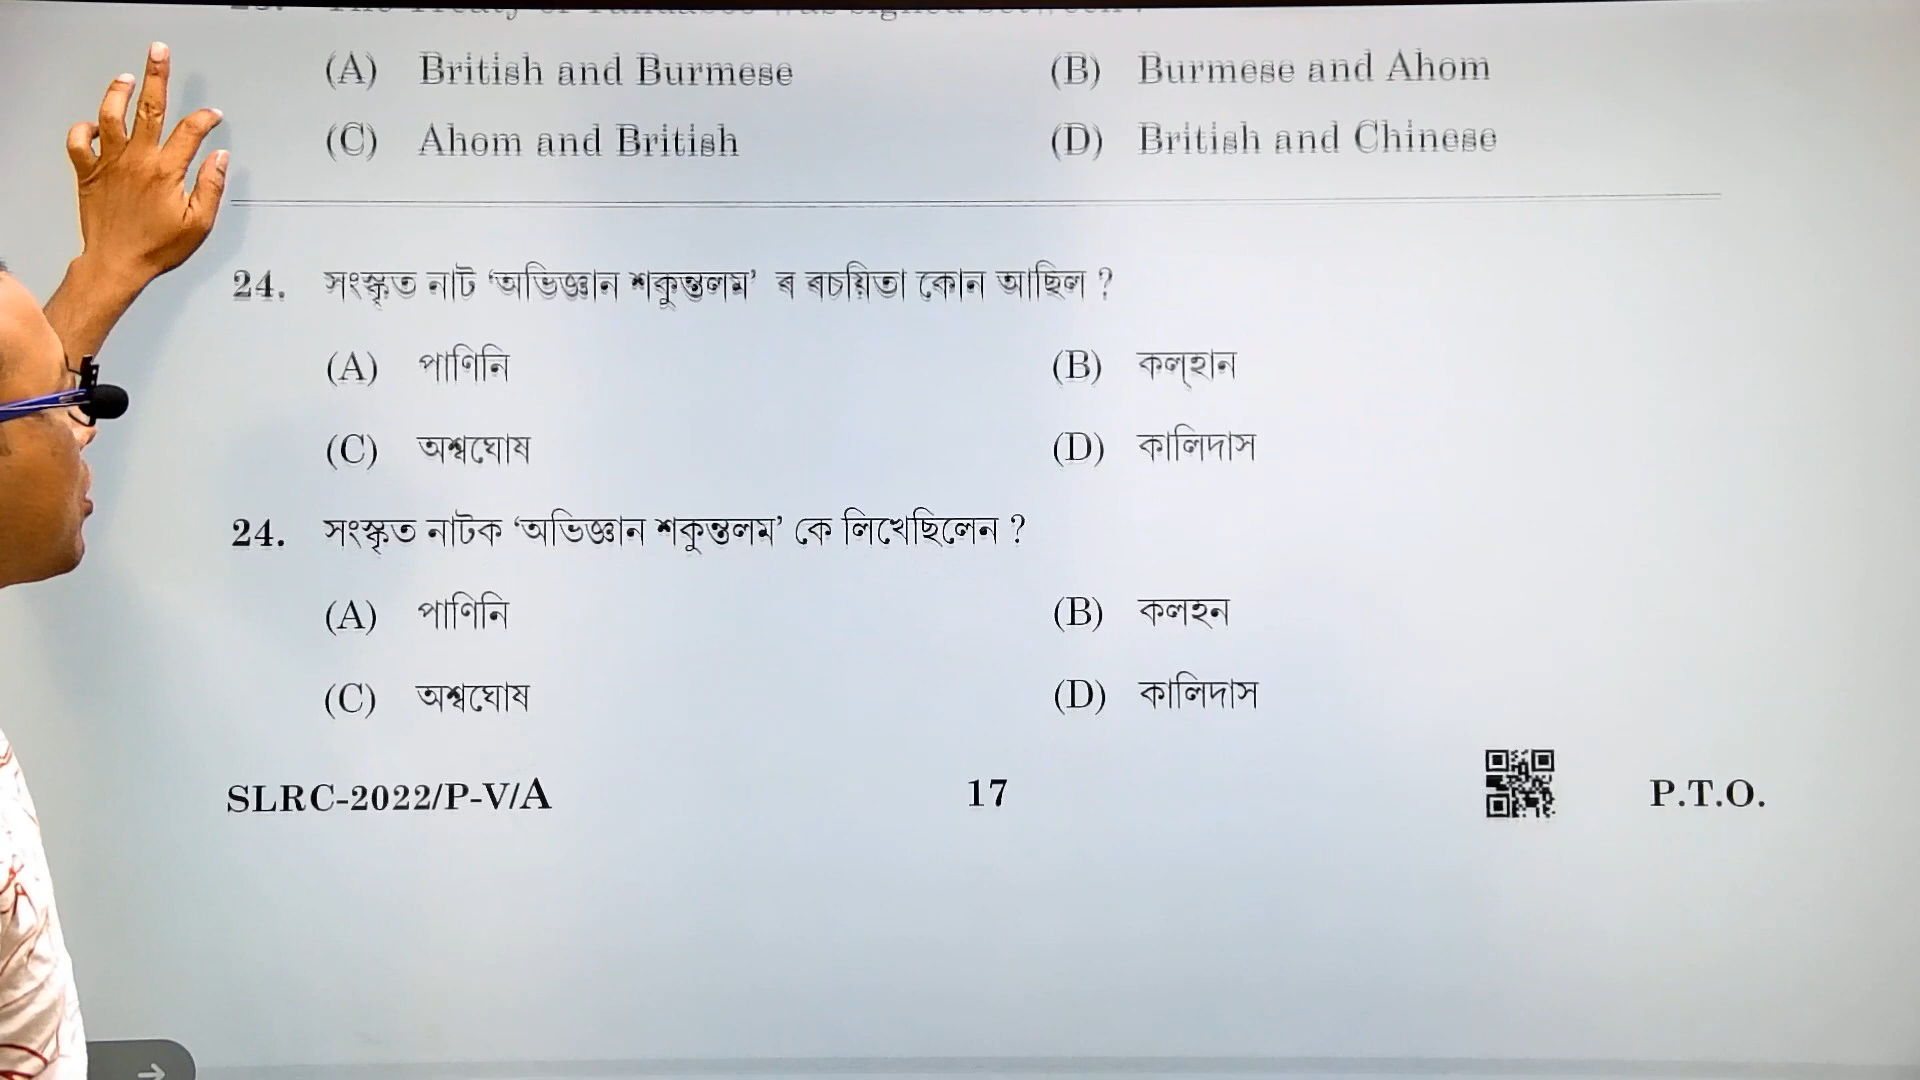 (A) British and Burmese (B) Burmese and Ahom
(C) Ahom and British (D) British and Chinese
24. সংস্কৃত নাট ‘অভিজ্ঞান শকুন্তলম’ ৰ ৰচয়িতা কোন আছিল ?
(A) পাণিনি (B) কল্‌হান
(C) অশ্বঘোষ (D) কালিদাস
24. সংস্কৃত নাটক ‘অভিজ্ঞান শকুন্তলম’ কে লিখেছিলেন ?
(A) পাণিনি (B) কলহন
(C) অশ্বঘোষ (D) কালিদাস
SLRC-2022/P-V/A 17 P.T.O.